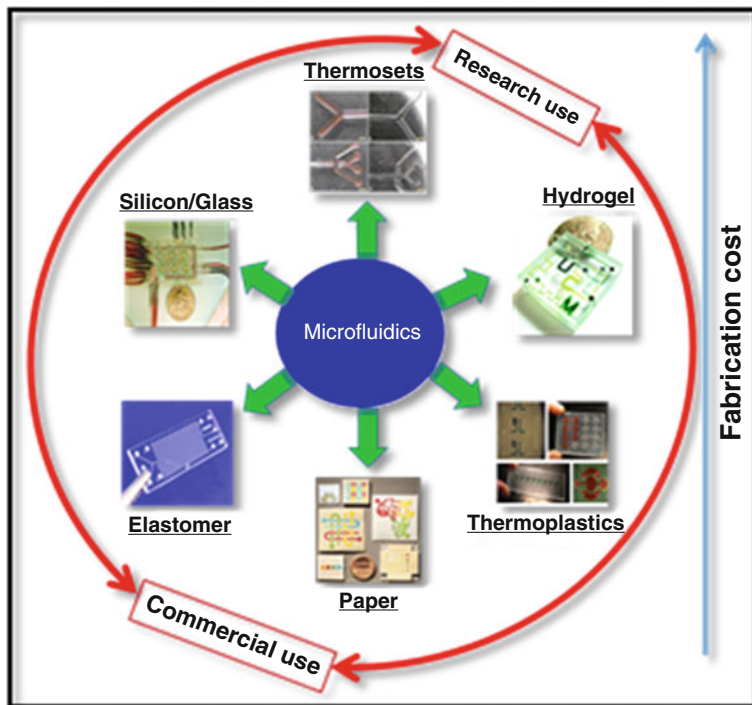 Research use
Thermosets
Silicon/Glass
Hydrogel
Microfluidics
Fabrication cost
Elastomer
Thermoplastics
Paper
Commercial use